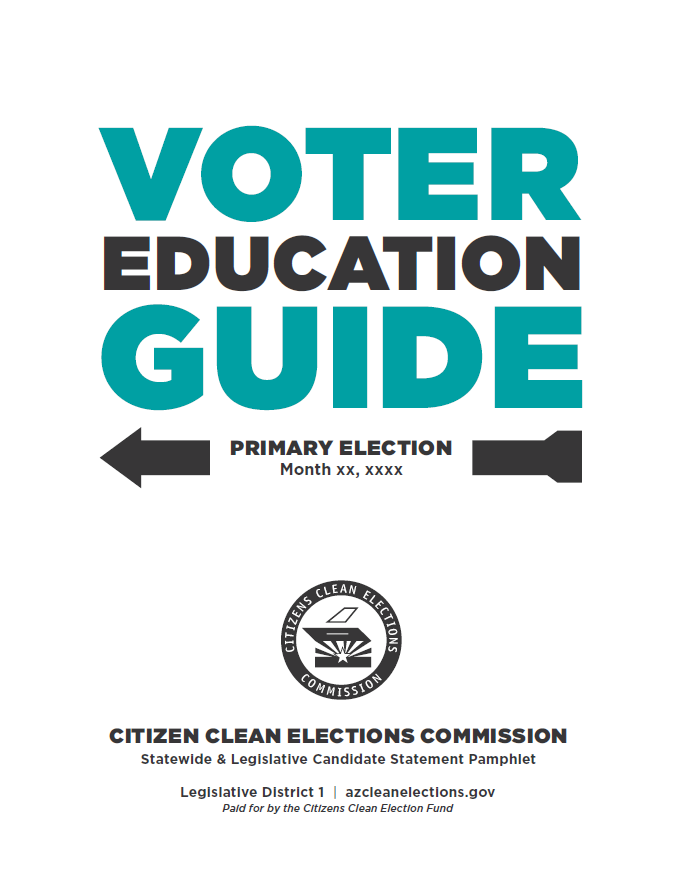 VOTER
EDUCATION
GUIDE
PRIMARY ELECTION
Month xx, xxxx
CITIZENS CLEAN ELECTIONS
COMMISSION
CITIZEN CLEAN ELECTIONS COMMISSION
Statewide & Legislative Candidate Statement Pamphlet
Legislative District 1 | azcleanelections.gov
Paid for by the Citizens Clean Election Fund